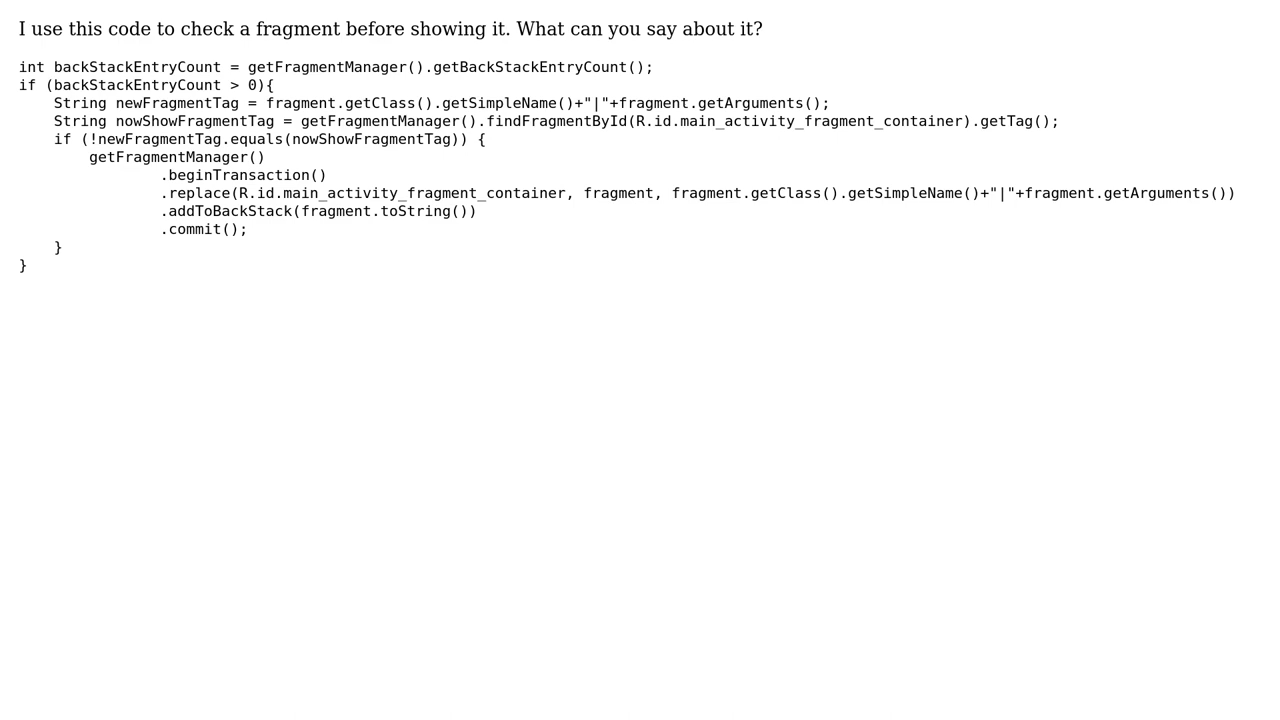 I use this code to check a fragment before showing it. What can you say about it?
int backStackEntryCount = getFragmentManager().getBackStackEntryCount();
if (backStackEntryCount > 0){
    String newFragmentTag = fragment.getClass().getSimpleName()+"|"+fragment.getArguments();
    String nowShowFragmentTag = getFragmentManager().findFragmentById(R.id.main_activity_fragment_container).getTag();
    if (!newFragmentTag.equals(nowShowFragmentTag)) {
        getFragmentManager()
                .beginTransaction()
                .replace(R.id.main_activity_fragment_container, fragment, fragment.getClass().getSimpleName()+"|"+fragment.getArguments())
                .addToBackStack(fragment.toString())
                .commit();
    }
}